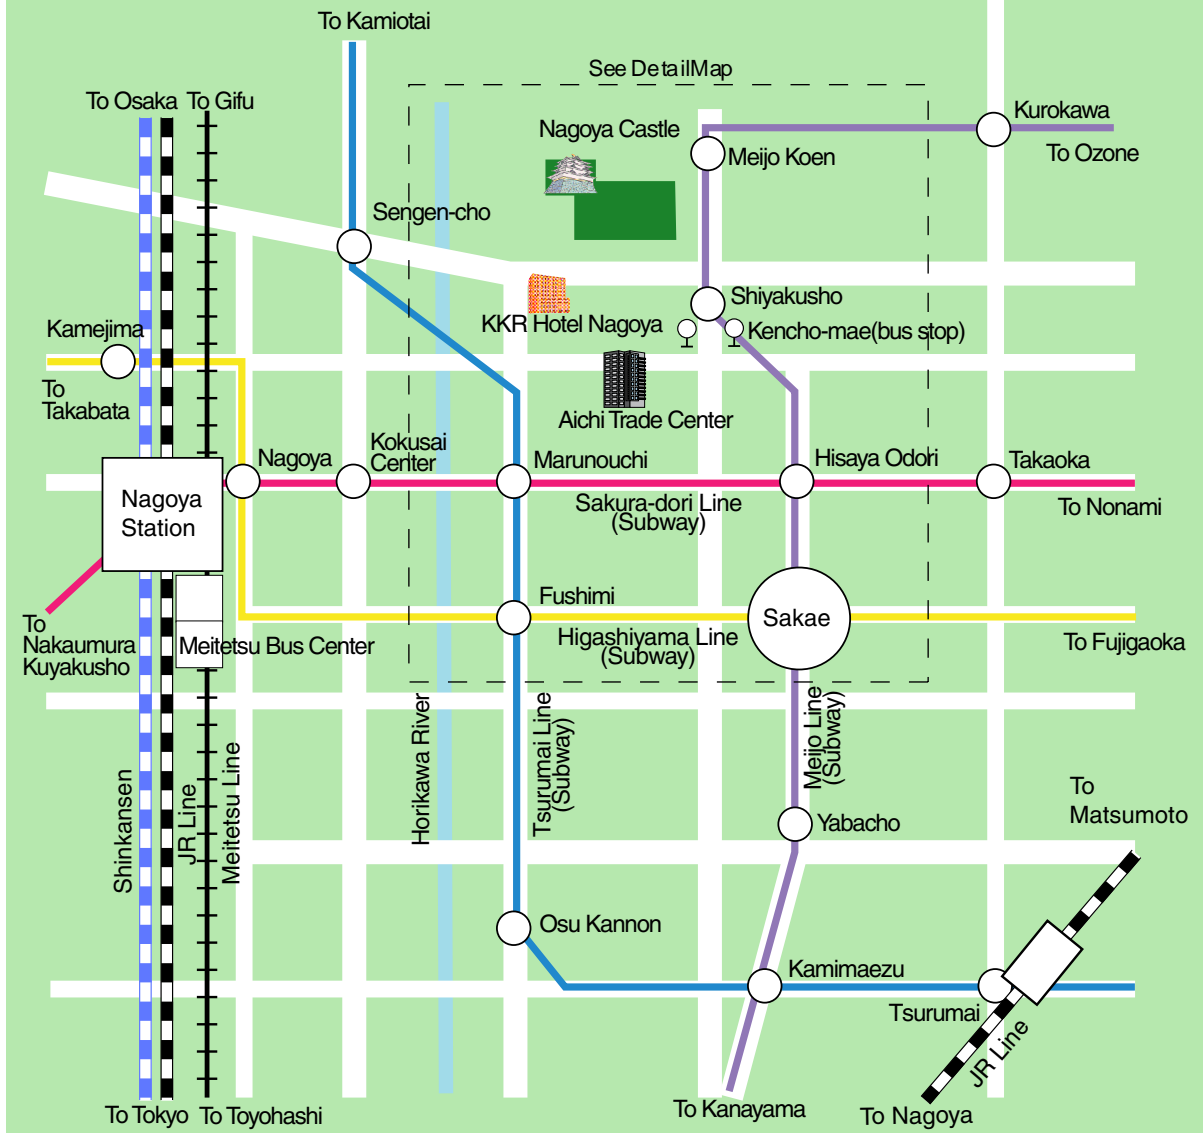 To Kamiotai
See DetailMap
To Osaka
To Gifu
Kurokawa
Nagoya Castle
Meijo Koen
To Ozone
Sengen-cho
Shiyakusho
KKR Hotel Nagoya
Kencho-mae(bus stop)
Kamejima
To
Takabata
Aichi Trade Center
Nagoya
Kokusai
Center
Marunouchi
Hisaya Odori
Takaoka
Nagoya
Station
Sakura-dori Line
(Subway)
To Nonami
Fushimi
Sakae
To
Nakaumura
Kuyakusho
Meitetsu Bus Center
Higashiyama Line
(Subway)
To Fujigaoka
Shinkansen
JR Line
Meitetsu Line
Horikawa River
Tsurumai Line
(Subway)
Meijo Line
(Subway)
To
Matsumoto
Yabacho
Osu Kannon
Kamimaezu
Tsurumai
JR Line
To Tokyo
To Toyohashi
To Kanayama
To Nagoya